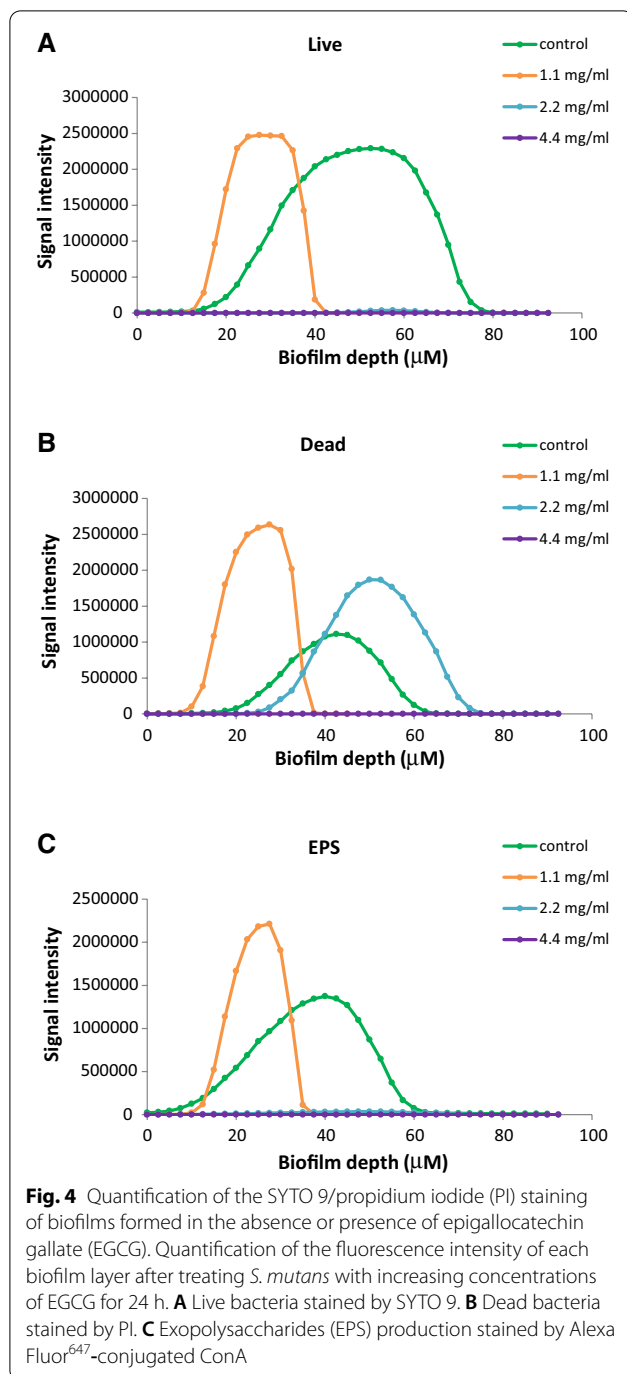 A
Live
control
1.1 mg/ml
2.2 mg/ml
4.4 mg/ml
Signal intensity
3000000
2500000
2000000
1500000
1000000
500000
0
0 20 40 60 80 100
Biofilm depth (μM)
B
Dead
control
1.1 mg/ml
2.2 mg/ml
4.4 mg/ml
Signal intensity
3000000
2500000
2000000
1500000
1000000
500000
0
0 20 40 60 80 100
Biofilm depth (μM)
C
EPS
control
1.1 mg/ml
2.2 mg/ml
4.4 mg/ml
Signal intensity
2500000
2000000
1500000
1000000
500000
0
0 20 40 60 80 100
Biofilm depth (μM)
Fig. 4 Quantification of the SYTO 9/propidium iodide (PI) staining
of biofilms formed in the absence or presence of epigallocatechin
gallate (EGCG). Quantification of the fluorescence intensity of each
biofilm layer after treating S. mutans with increasing concentrations
of EGCG for 24 h. A Live bacteria stained by SYTO 9. B Dead bacteria
stained by PI. C Exopolysaccharides (EPS) production stained by Alexa
Fluor⁶⁴⁷-conjugated ConA